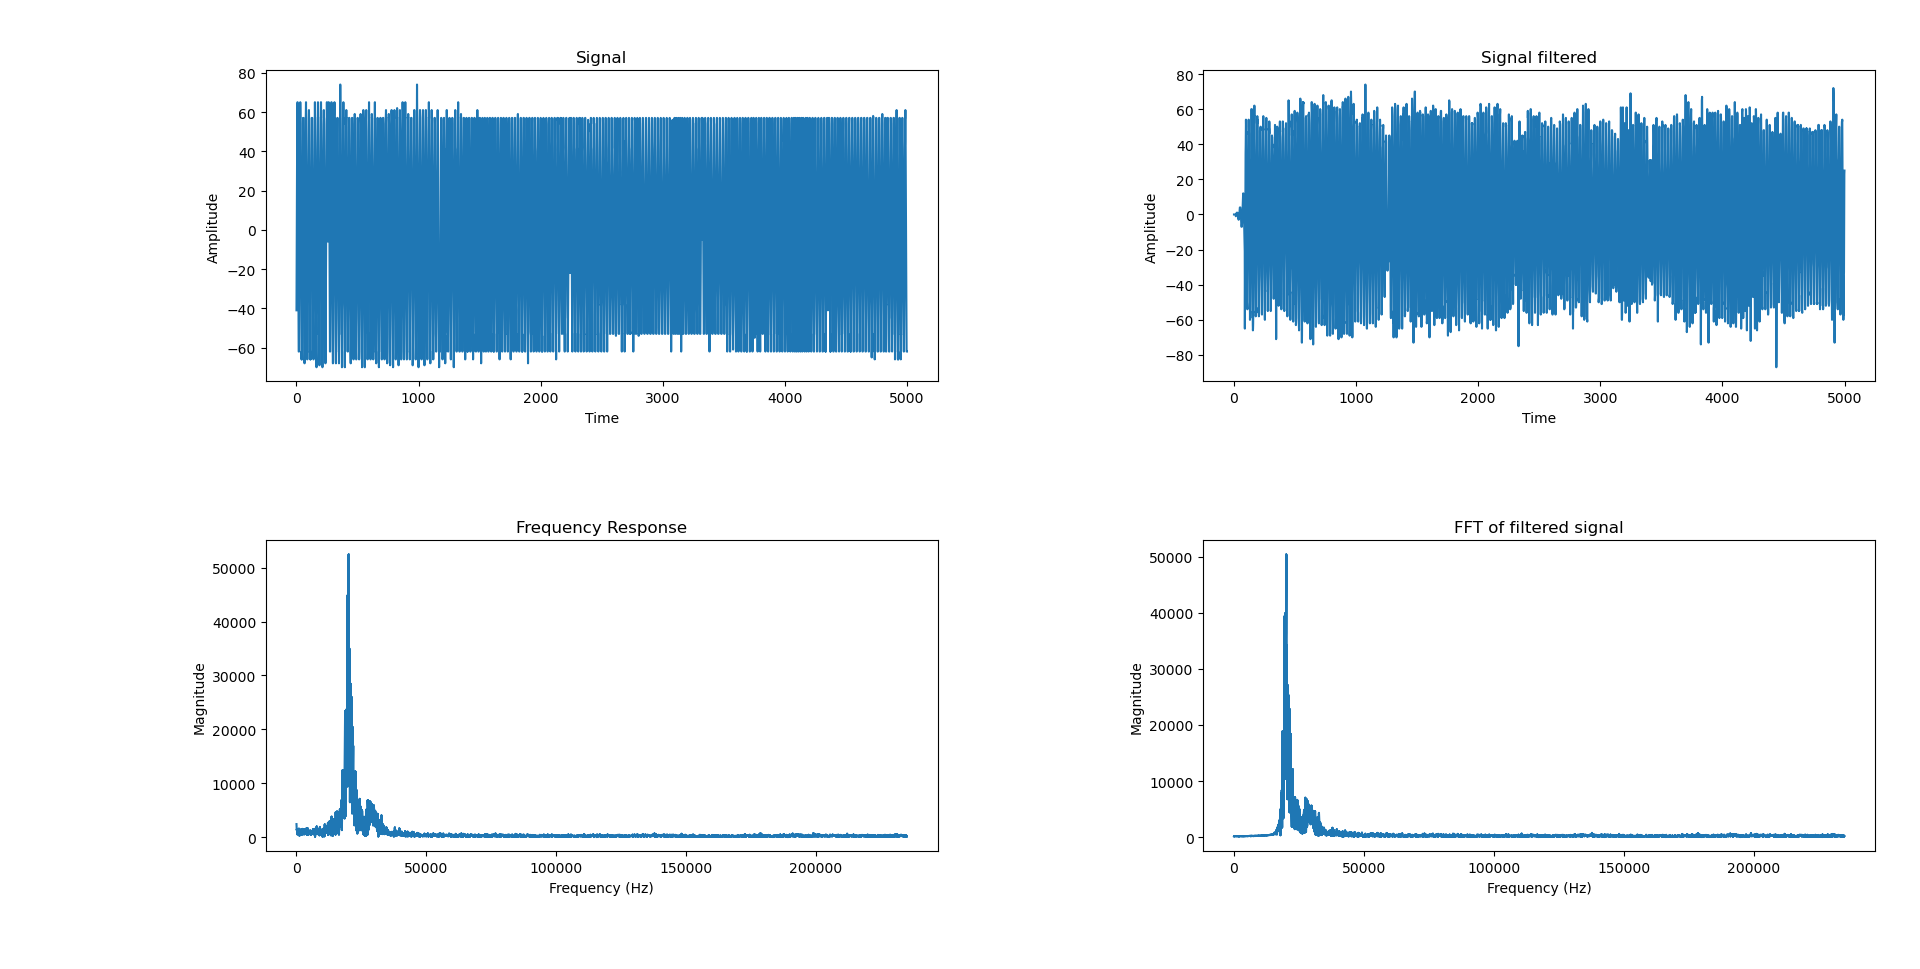 Signal
80
60
40
20
0
−20
−40
−60
Amplitude
0 1000 2000 3000 4000 5000
Time
Signal filtered
80
60
40
20
0
−20
−40
−60
−80
Amplitude
0 1000 2000 3000 4000 5000
Time
Frequency Response
50000
40000
30000
20000
10000
0
Magnitude
0 50000 100000 150000 200000
Frequency (Hz)
FFT of filtered signal
50000
40000
30000
20000
10000
0
Magnitude
0 50000 100000 150000 200000
Frequency (Hz)